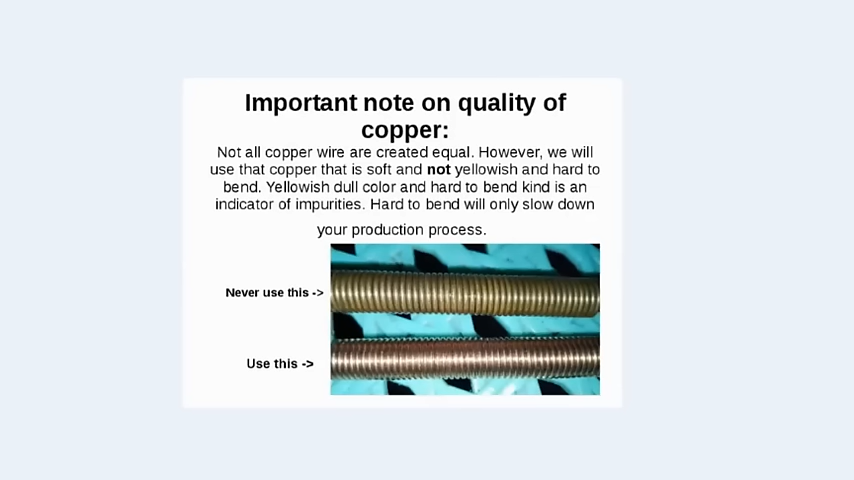 Important note on quality of
copper:
Not all copper wire are created equal. However, we will
use that copper that is soft and not yellowish and hard to
bend. Yellowish dull color and hard to bend kind is an
indicator of impurities. Hard to bend will only slow down
your production process.
Never use this ->
Use this ->